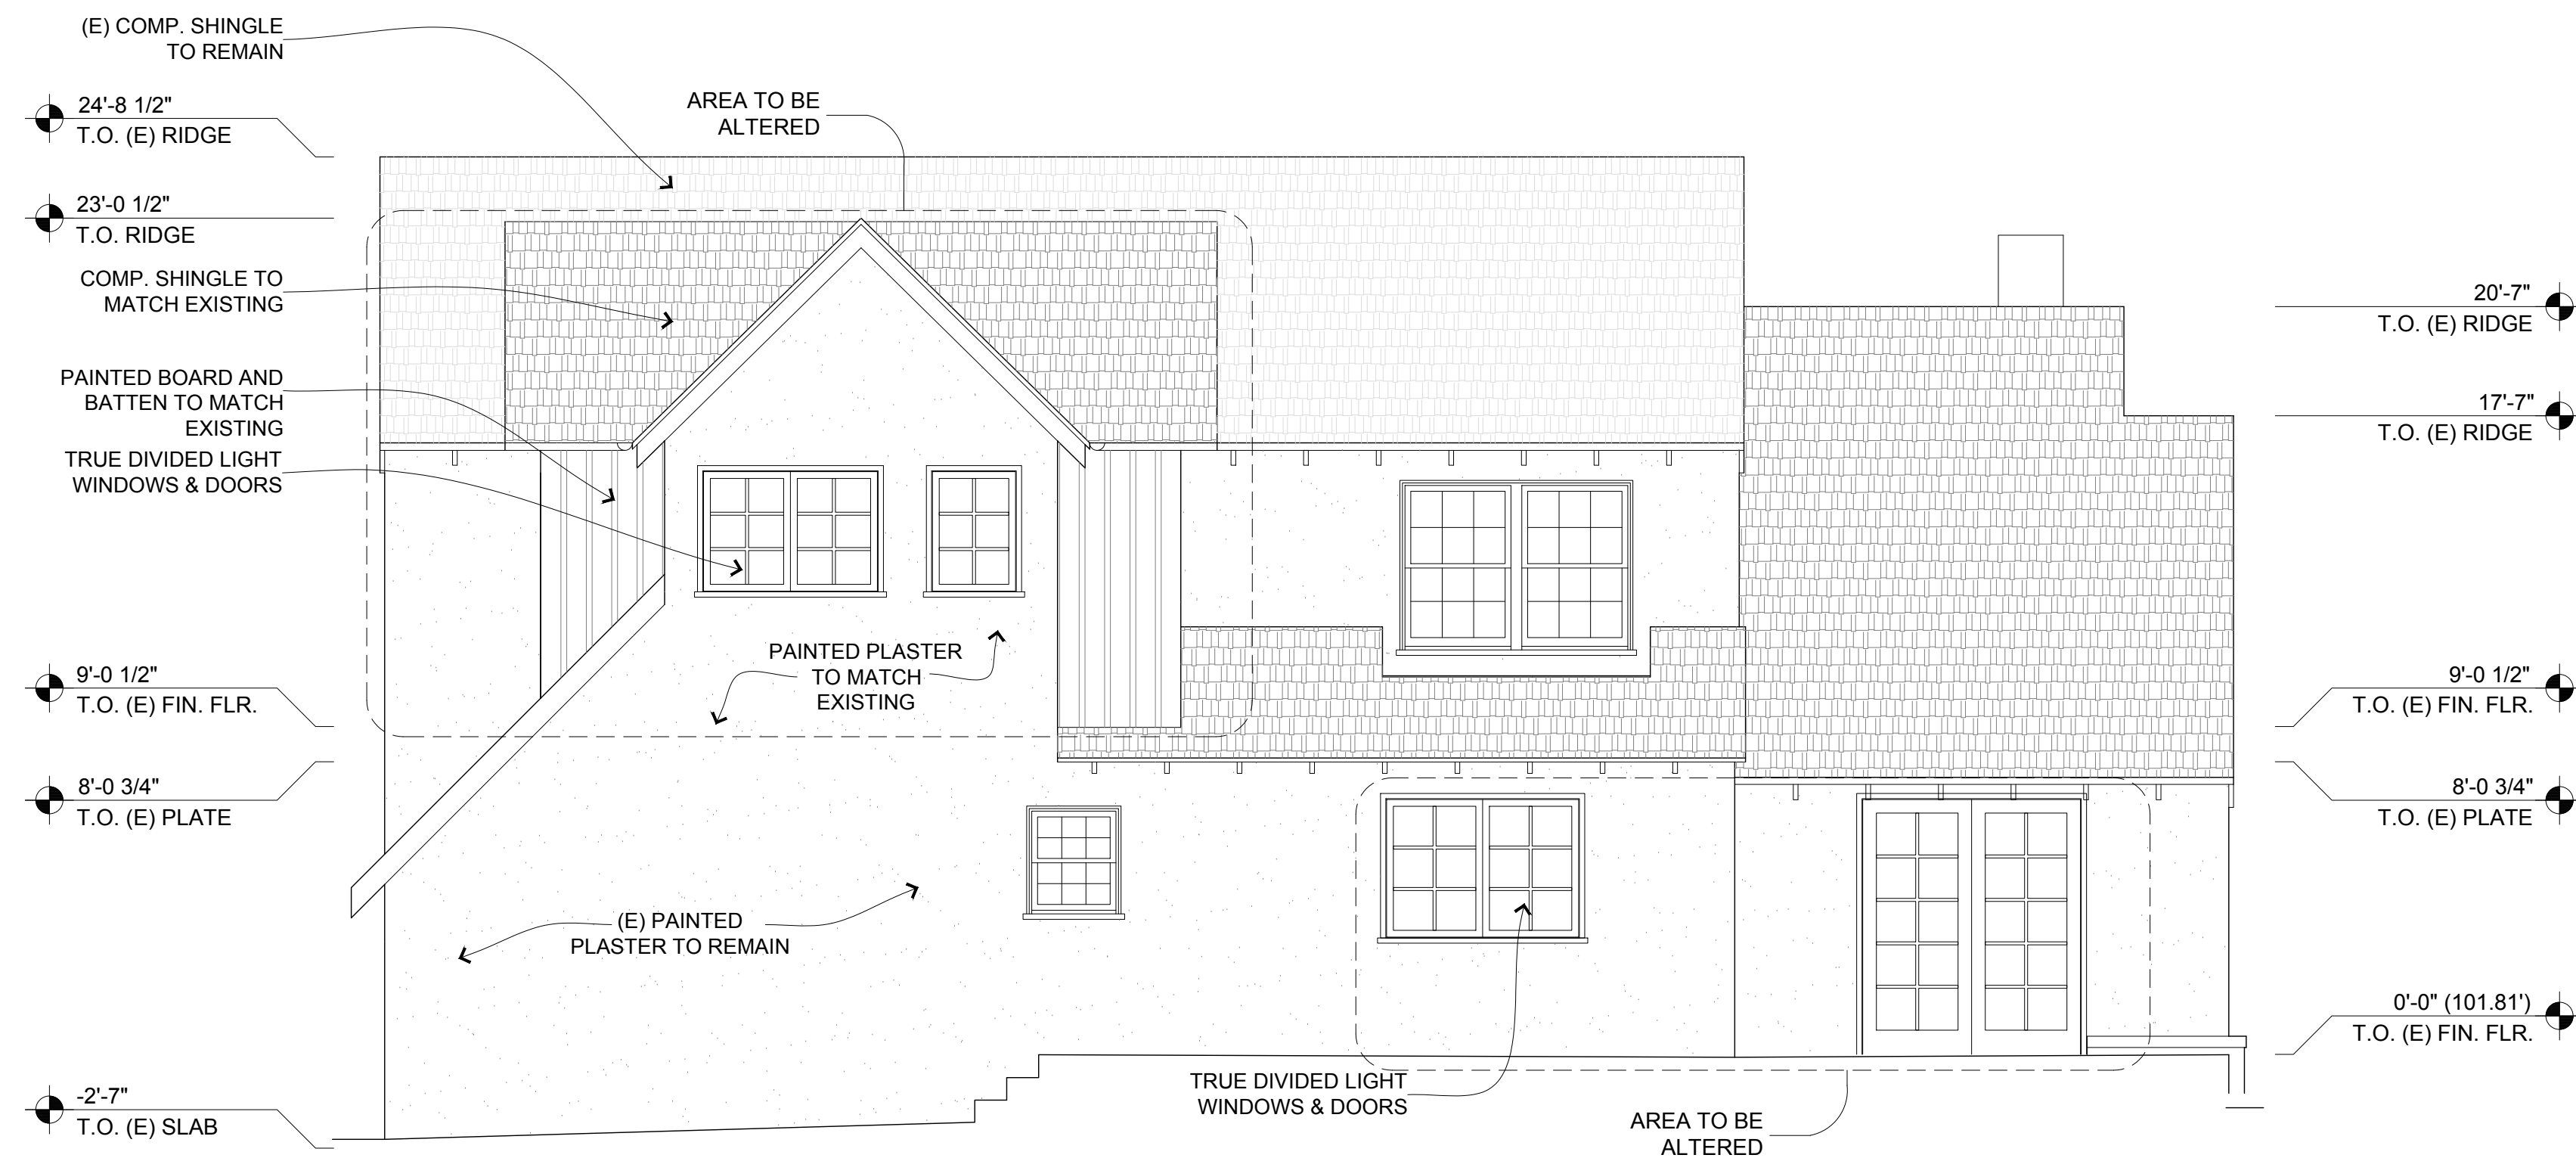 (E) COMP. SHINGLE
TO REMAIN
24'-8 1/2"
T.O. (E) RIDGE
AREA TO BE
ALTERED
23'-0 1/2"
T.O. RIDGE
COMP. SHINGLE TO
MATCH EXISTING
PAINTED BOARD AND
BATTEN TO MATCH
EXISTING
TRUE DIVIDED LIGHT
WINDOWS & DOORS
20'-7"
T.O. (E) RIDGE
17'-7"
T.O. (E) RIDGE
PAINTED PLASTER
TO MATCH
EXISTING
9'-0 1/2"
T.O. (E) FIN. FLR.
8'-0 3/4"
T.O. (E) PLATE
9'-0 1/2"
T.O. (E) FIN. FLR.
8'-0 3/4"
T.O. (E) PLATE
(E) PAINTED
PLASTER TO REMAIN
0'-0" (101.81')
T.O. (E) FIN. FLR.
-2'-7"
T.O. (E) SLAB
TRUE DIVIDED LIGHT
WINDOWS & DOORS
AREA TO BE
ALTERED